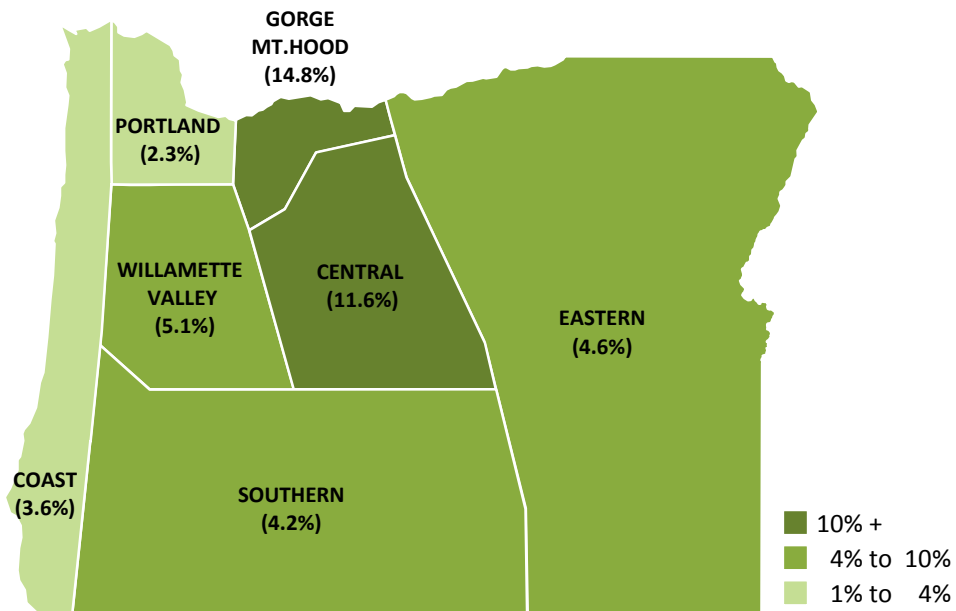 GORGE
MT.HOOD
(14.8%)
PORTLAND
(2.3%)
WILLAMETTE
VALLEY
(5.1%)
CENTRAL
(11.6%)
EASTERN
(4.6%)
COAST
(3.6%)
SOUTHERN
(4.2%)
10% +
4% to 10%
1% to 4%